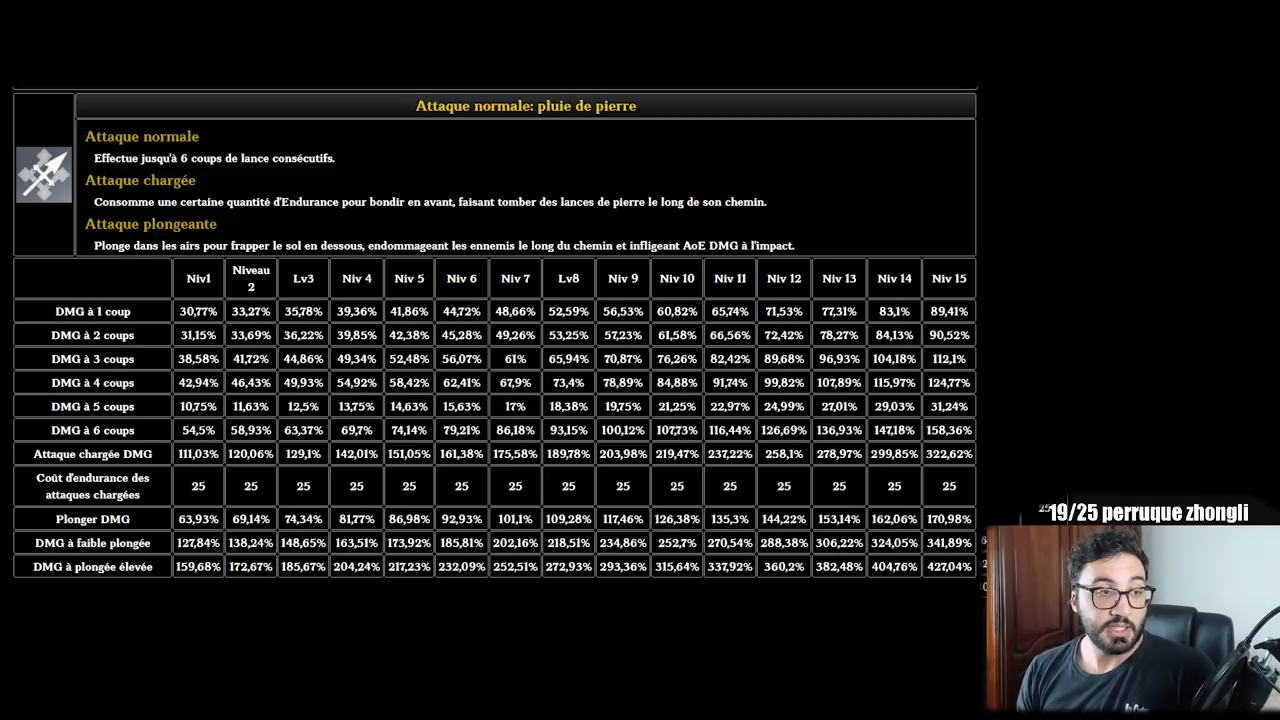 Attaque normale: pluie de pierre
Attaque normale
Effectue jusqu'à 6 coups de lance consécutifs.
Attaque chargée
Consomme une certaine quantité d'Endurance pour bondir en avant, faisant tomber des lances de pierre le long de son chemin.
Attaque plongeante
Plonge dans les airs pour frapper le sol en dessous, endommageant les ennemis le long du chemin et infligeant AoE DMG à l'impact.
Niv1 Niveau 2 Lv3 Niv 4 Niv 5 Niv 6 Niv 7 Lv8 Niv 9 Niv 10 Niv 11 Niv 12 Niv 13 Niv 14 Niv 15
DMG à 1 coup 30,77% 33,27% 35,78% 39,36% 41,86% 44,72% 48,66% 52,59% 56,53% 60,82% 65,74% 71,53% 77,31% 83,1% 89,41%
DMG à 2 coups 31,15% 33,69% 36,22% 39,85% 42,38% 45,28% 49,26% 53,25% 57,23% 61,58% 66,56% 72,42% 78,27% 84,13% 90,52%
DMG à 3 coups 38,58% 41,72% 44,86% 49,34% 52,48% 56,07% 61% 65,94% 70,87% 76,26% 82,42% 89,68% 96,93% 104,18% 112,1%
DMG à 4 coups 42,94% 46,43% 49,93% 54,92% 58,42% 62,41% 67,9% 73,4% 78,89% 84,88% 91,74% 99,82% 107,89% 115,97% 124,77%
DMG à 5 coups 10,75% 11,63% 12,5% 13,75% 14,63% 15,63% 17% 18,38% 19,75% 21,25% 22,97% 24,99% 27,01% 29,03% 31,24%
DMG à 6 coups 54,5% 58,93% 63,37% 69,7% 74,14% 79,21% 86,18% 93,15% 100,12% 107,73% 116,44% 126,69% 136,93% 147,18% 158,36%
Attaque chargée DMG 111,03% 120,06% 129,1% 142,01% 151,05% 161,38% 175,58% 189,78% 203,98% 219,47% 237,22% 258,1% 278,97% 299,85% 322,62%
Coût d'endurance des attaques chargées 25 25 25 25 25 25 25 25 25 25 25 25 25 25 25
Plonger DMG 63,93% 69,14% 74,34% 81,77% 86,98% 92,93% 101,1% 109,28% 117,46% 126,38% 135,3% 144,22% 153,14% 162,06% 170,98%
DMG à faible plongée 127,84% 138,24% 148,65% 163,51% 173,92% 185,81% 202,16% 218,51% 234,86% 252,7% 270,54% 288,38% 306,22% 324,05% 341,89%
DMG à plongée élevée 159,68% 172,67% 185,67% 204,24% 217,23% 232,09% 252,51% 272,93% 293,36% 315,64% 337,92% 360,2% 382,48% 404,76% 427,04%
19/25 perruque zhongli